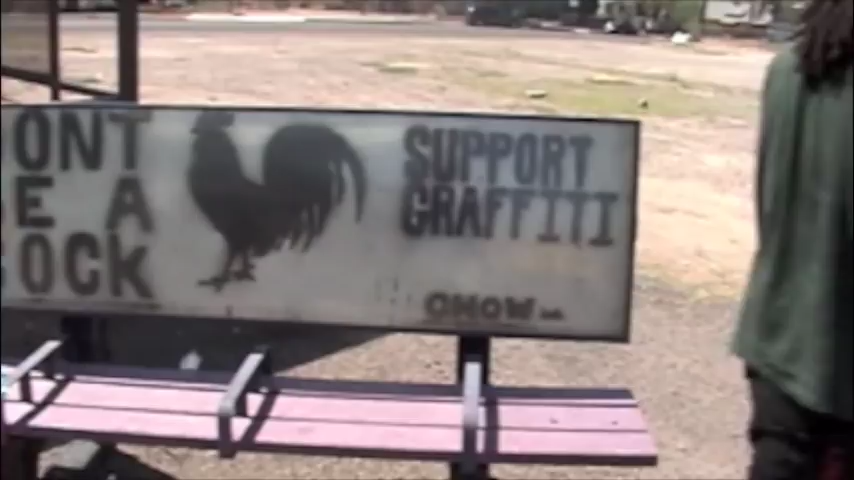 ONT
E A
OCK
SUPPORT
GRAFFITI